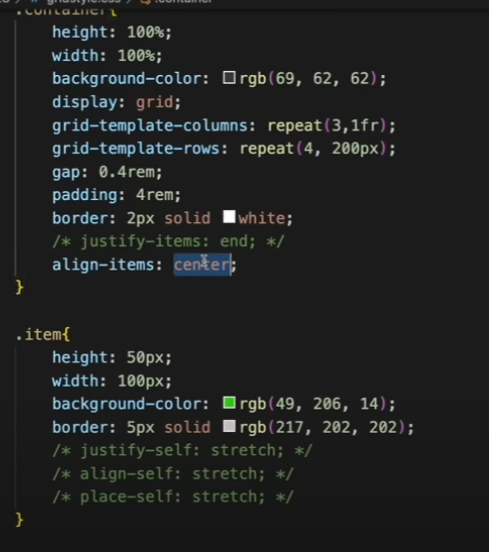 .container{
height: 100%;
width: 100%;
background-color: rgb(69, 62, 62);
display: grid;
grid-template-columns: repeat(3,1fr);
grid-template-rows: repeat(4, 200px);
gap: 0.4rem;
padding: 4rem;
border: 2px solid white;
/* justify-items: end; */
align-items: center;
}
.item{
height: 50px;
width: 100px;
background-color: rgb(49, 206, 14);
border: 5px solid rgb(217, 202, 202);
/* justify-self: stretch; */
/* align-self: stretch; */
/* place-self: stretch; */
}